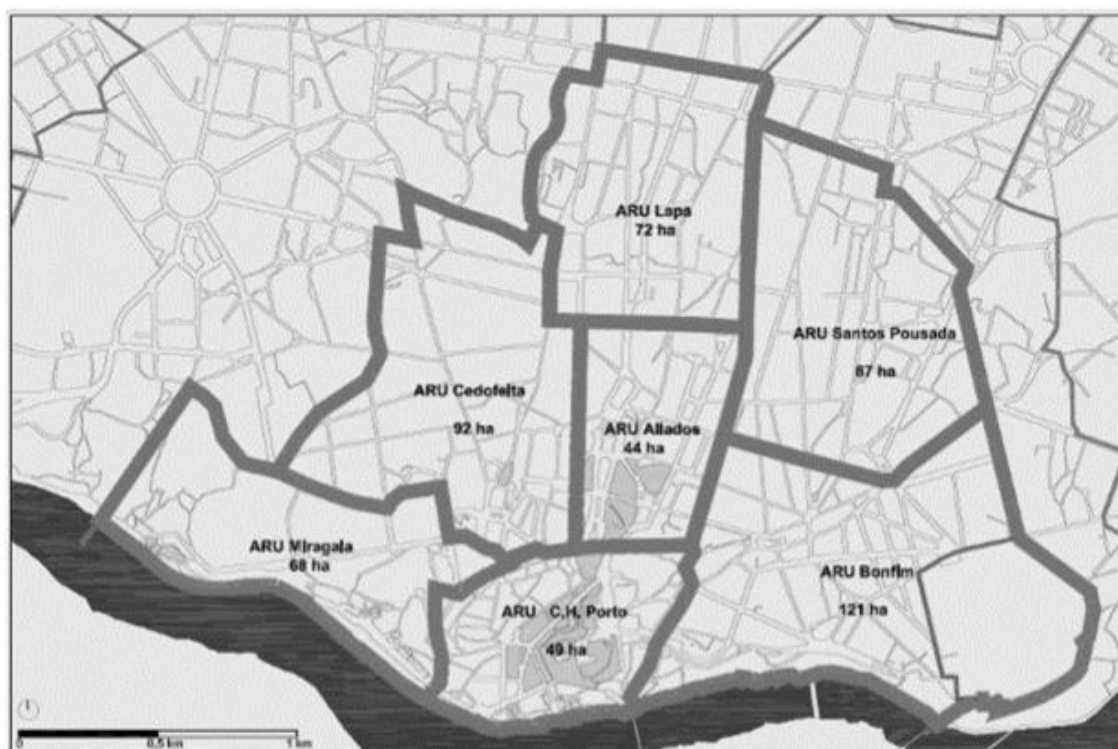 ARU Lapa
72 ha
ARU Santos Pousada
87 ha
ARU Cedofeita
92 ha
ARU Aliados
44 ha
ARU Miragaia
68 ha
ARU Bonfim
121 ha
ARU C.H. Porto
49 ha
0 0.5 km 1 km